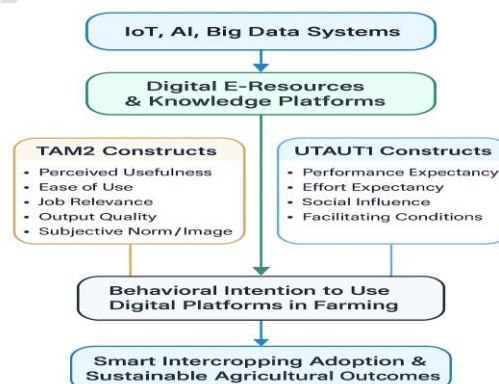 IoT, AI, Big Data Systems
Digital E-Resources
& Knowledge Platforms
TAM2 Constructs
• Perceived Usefulness
• Ease of Use
• Job Relevance
• Output Quality
• Subjective Norm/Image
UTAUT1 Constructs
• Performance Expectancy
• Effort Expectancy
• Social Influence
• Facilitating Conditions
Behavioral Intention to Use
Digital Platforms in Farming
Smart Intercropping Adoption &
Sustainable Agricultural Outcomes